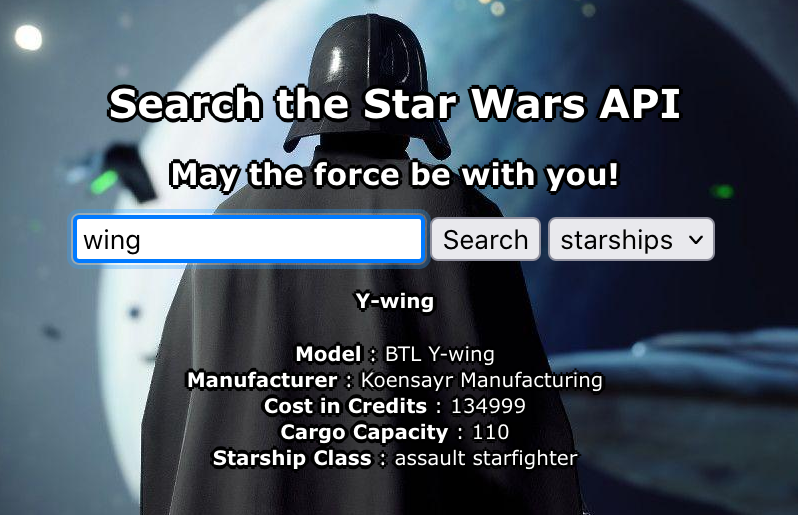 Search the Star Wars API
May the force be with you!
wing Search starships
Y-wing
Model : BTL Y-wing
Manufacturer : Koensayr Manufacturing
Cost in Credits : 134999
Cargo Capacity : 110
Starship Class : assault starfighter